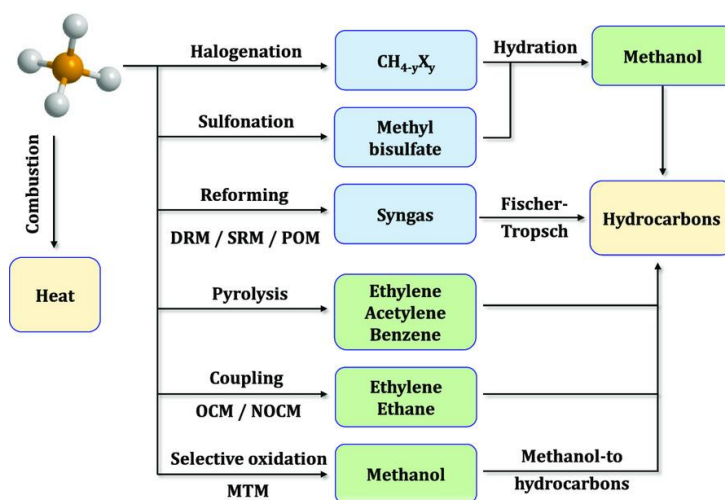 Halogenation
CH4-yXy
Hydration
Methanol
Sulfonation
Methyl
bisulfate
Combustion
Reforming
DRM / SRM / POM
Syngas
Fischer-
Tropsch
Hydrocarbons
Heat
Pyrolysis
Ethylene
Acetylene
Benzene
Coupling
OCM / NOCM
Ethylene
Ethane
Selective oxidation
MTM
Methanol
Methanol-to
hydrocarbons